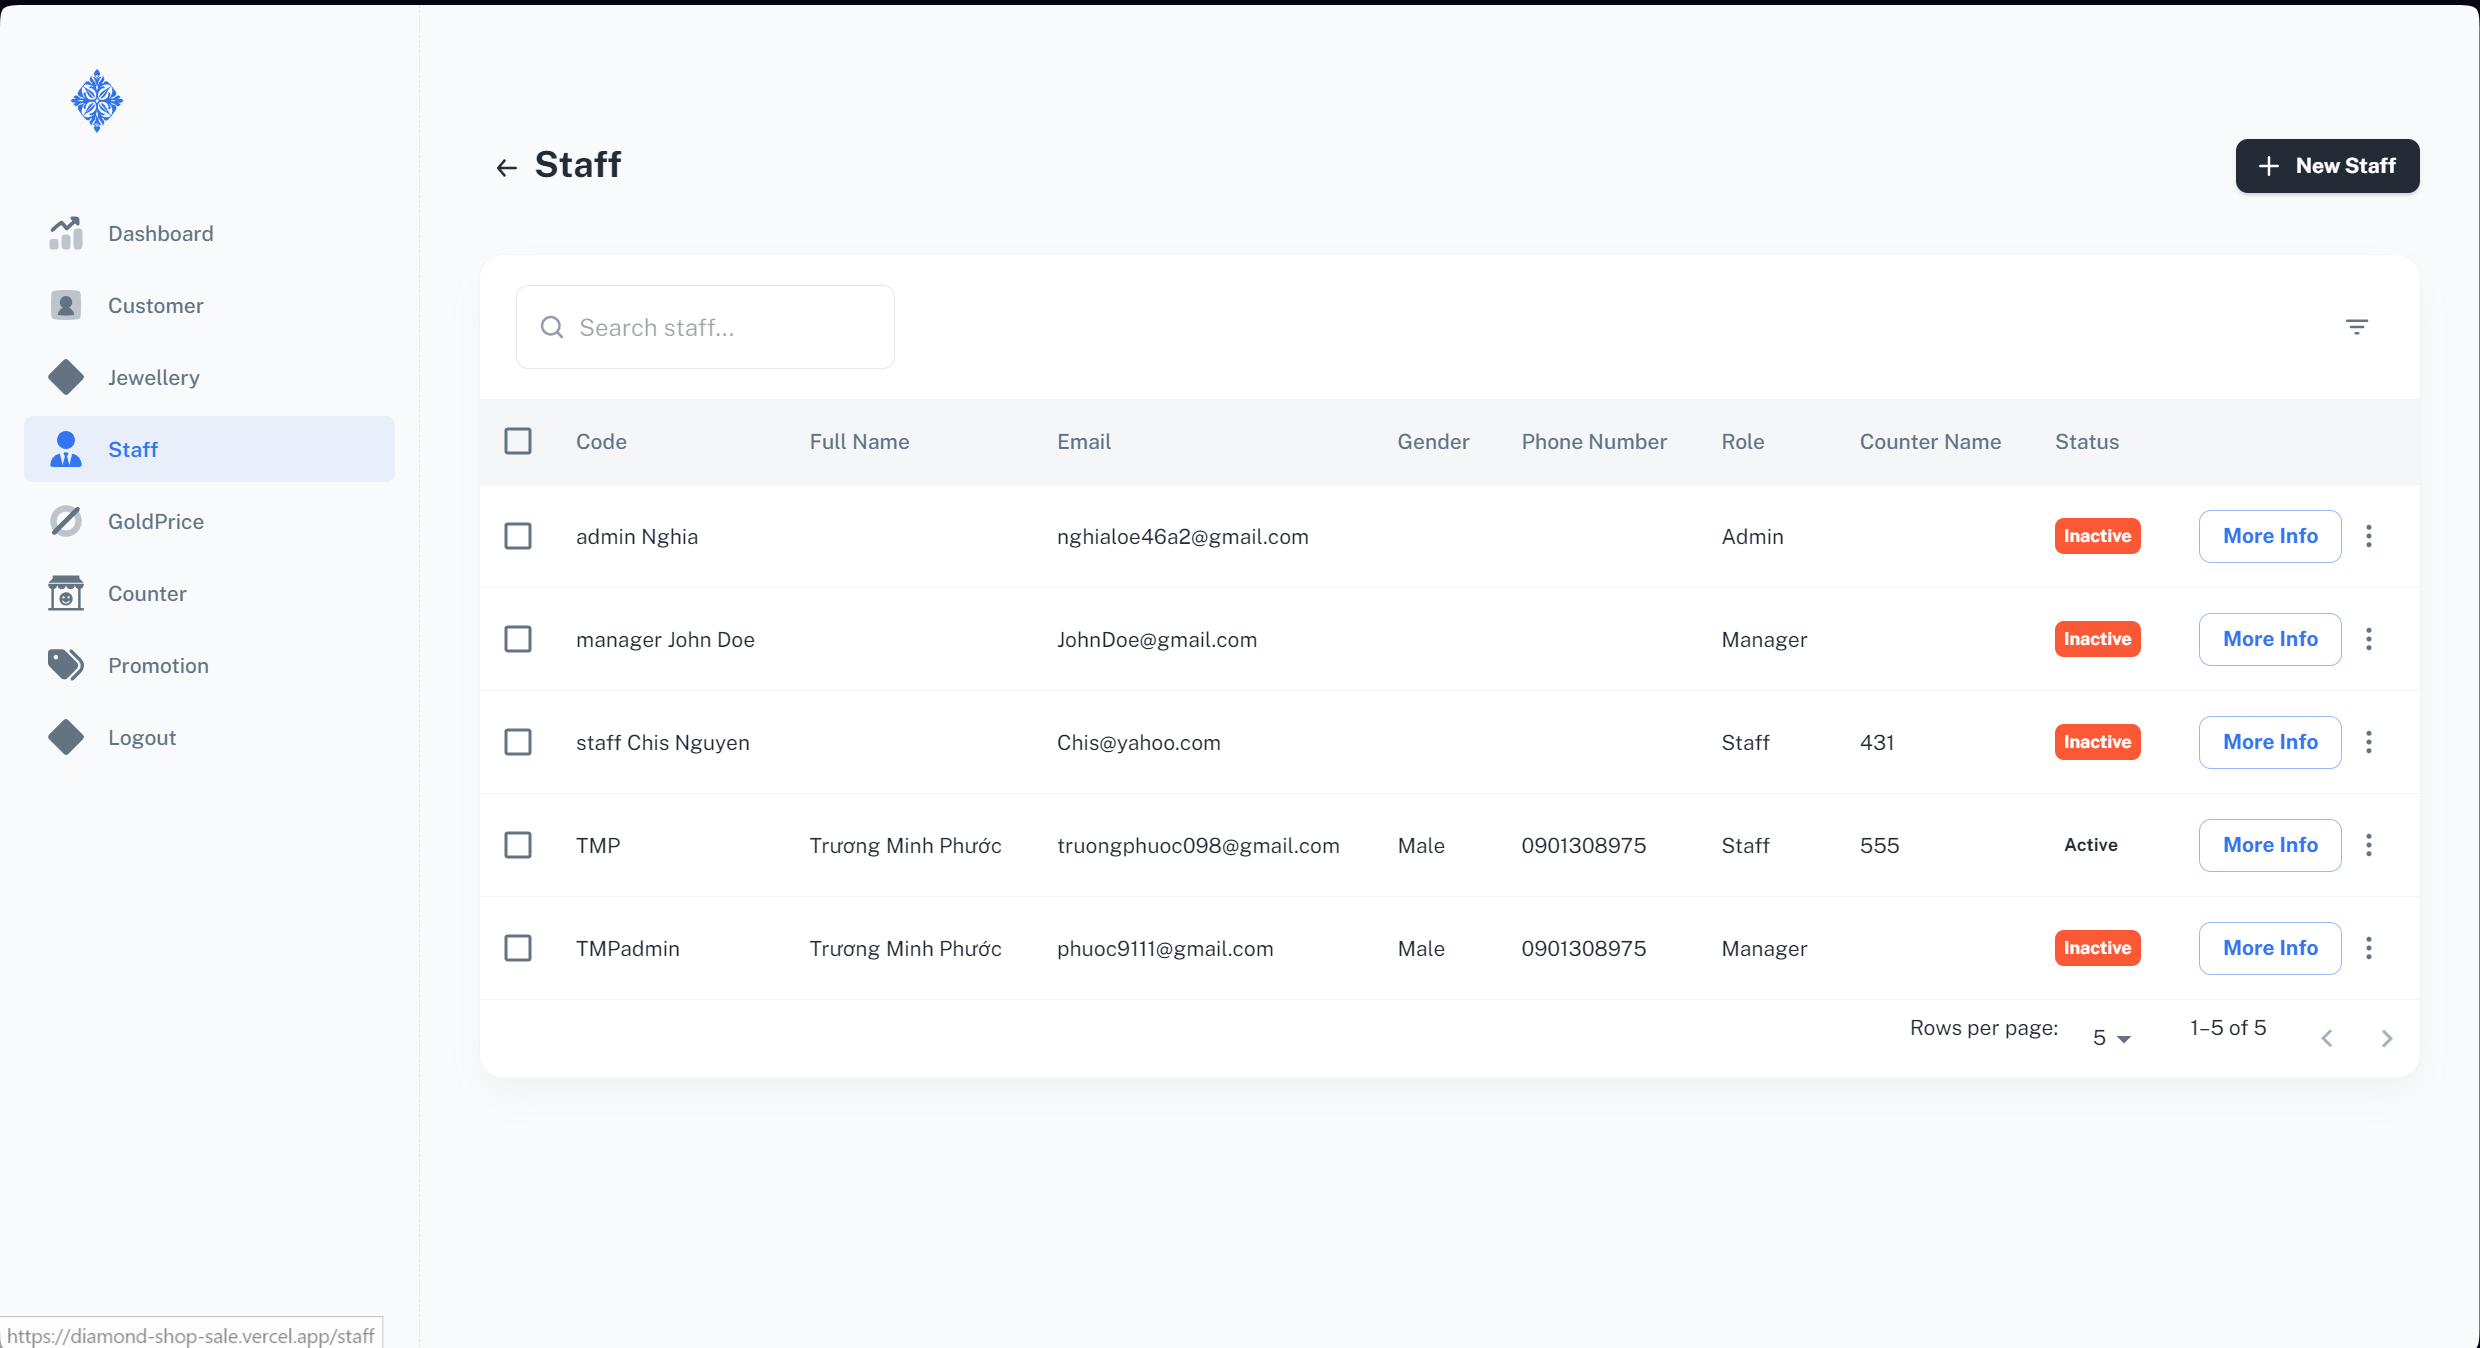 Dashboard
Customer
Jewellery
Staff
GoldPrice
Counter
Promotion
Logout
Staff
New Staff
Search staff...
Code Full Name Email Gender Phone Number Role Counter Name Status
admin Nghia nghialoe46a2@gmail.com Admin Inactive More Info
manager John Doe JohnDoe@gmail.com Manager Inactive More Info
staff Chis Nguyen Chis@yahoo.com Staff 431 Inactive More Info
TMP Trương Minh Phước truongphuoc098@gmail.com Male 0901308975 Staff 555 Active More Info
TMPadmin Trương Minh Phước phuoc9111@gmail.com Male 0901308975 Manager Inactive More Info
Rows per page: 5 1–5 of 5
https://diamond-shop-sale.vercel.app/staff